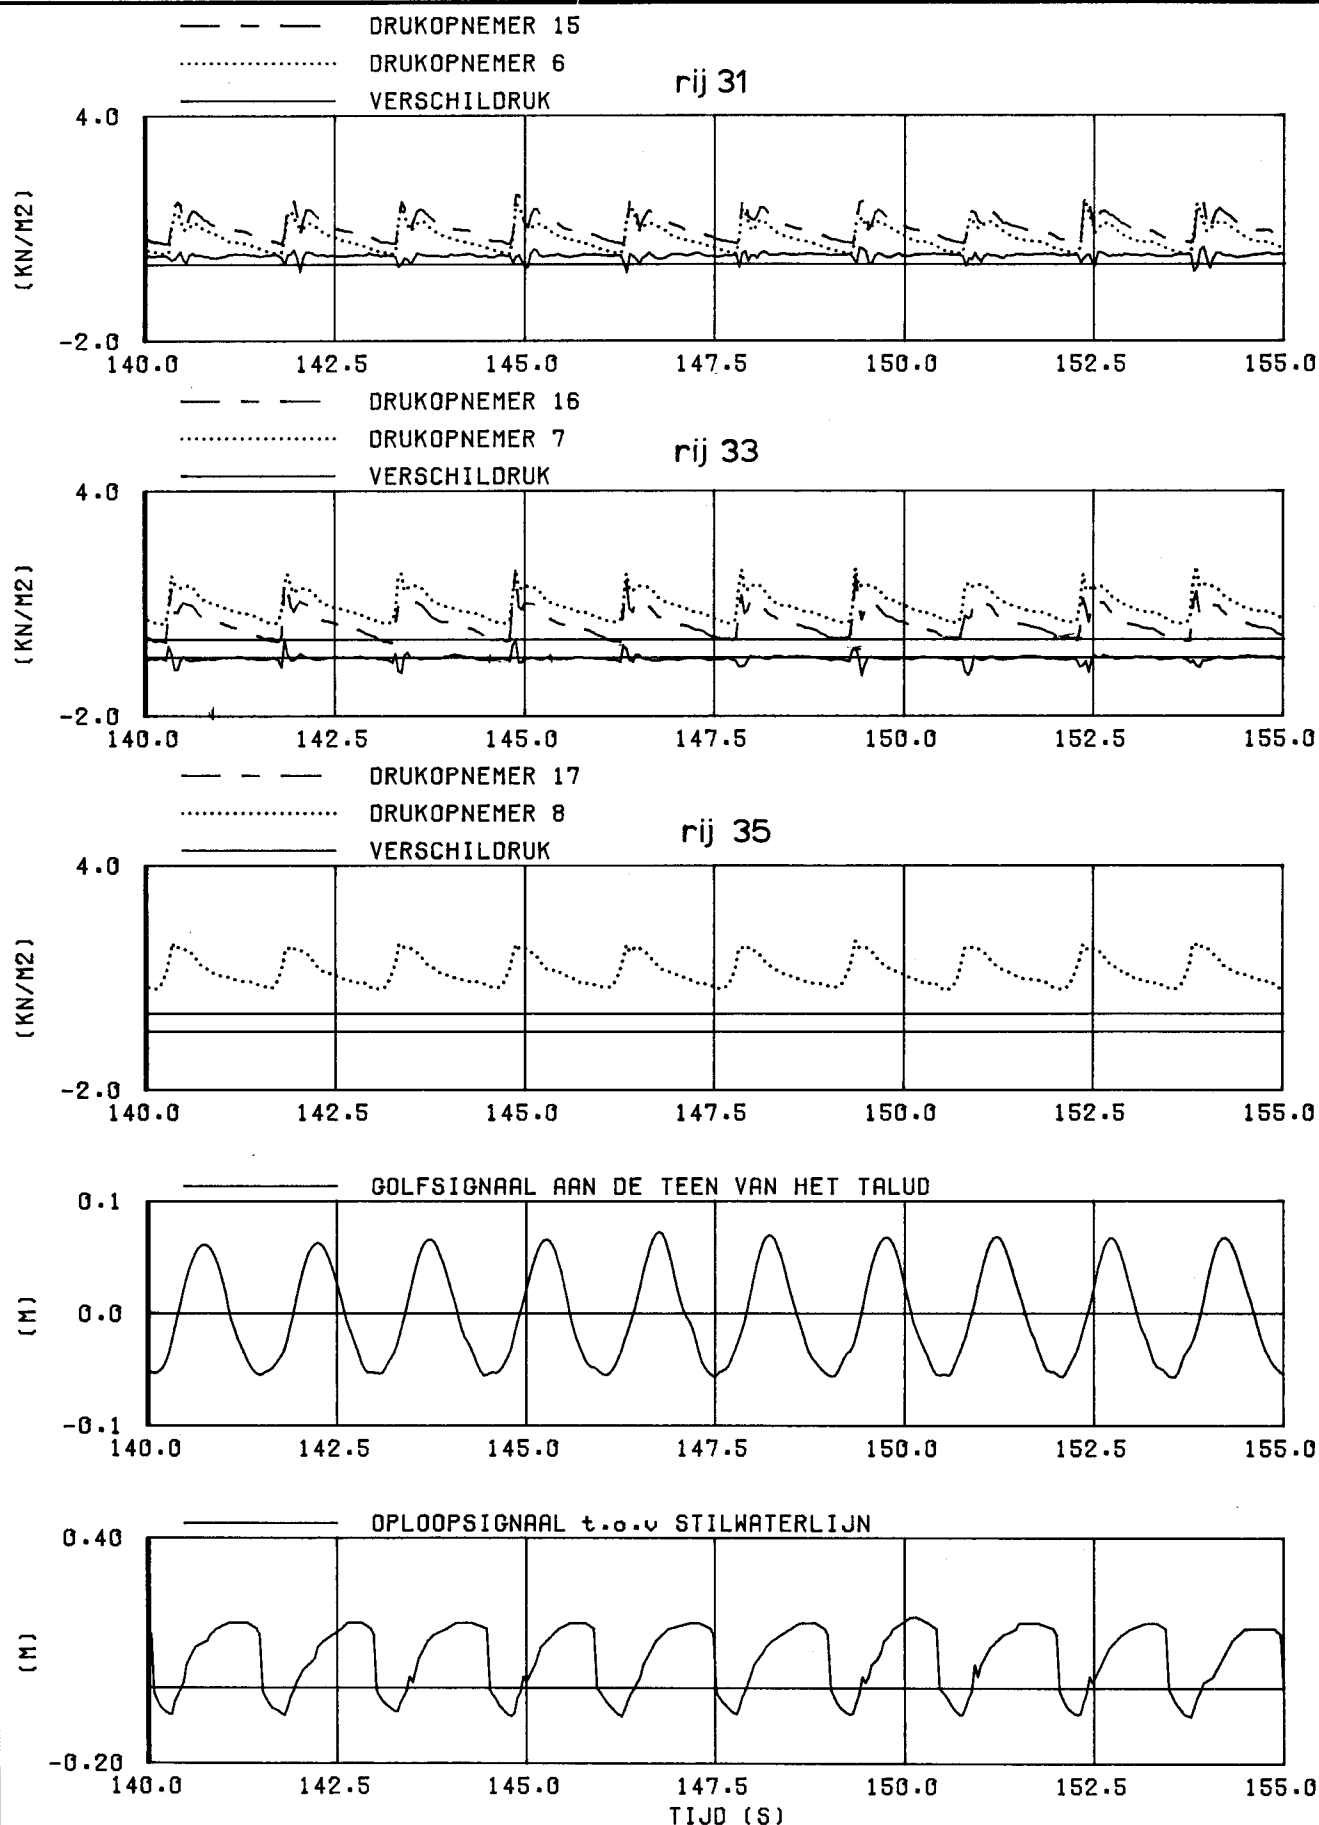 DRUKOPNEMER 15
DRUKOPNEMER 6
rij 31
VERSCHILDRUK
4.0
(KN/M2)
-2.0
140.0 142.5 145.0 147.5 150.0 152.5 155.0
DRUKOPNEMER 16
DRUKOPNEMER 7
rij 33
VERSCHILDRUK
4.0
(KN/M2)
-2.0
140.0 142.5 145.0 147.5 150.0 152.5 155.0
DRUKOPNEMER 17
DRUKOPNEMER 8
rij 35
VERSCHILDRUK
4.0
(KN/M2)
-2.0
140.0 142.5 145.0 147.5 150.0 152.5 155.0
GOLFSIGNAAL AAN DE TEEN VAN HET TALUD
0.1
0.0
(M)
-0.1
140.0 142.5 145.0 147.5 150.0 152.5 155.0
OPLOOPSIGNAAL t.o.v STILWATERLIJN
0.40
(M)
-0.20
140.0 142.5 145.0 147.5 150.0 152.5 155.0
TIJD (S)